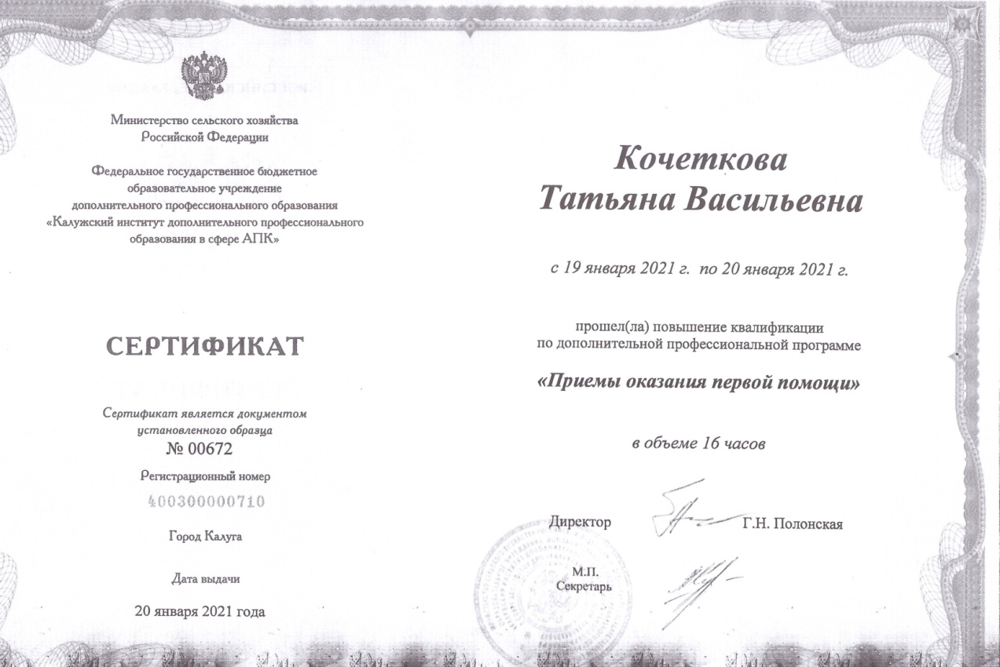 Министерство сельского хозяйства
Российской Федерации
Федеральное государственное бюджетное
образовательное учреждение
дополнительного профессионального образования
«Калужский институт дополнительного профессионального
образования в сфере АПК»
СЕРТИФИКАТ
Сертификат является документом
установленного образца
№ 00672
Регистрационный номер
400300000710
Город Калуга
Дата выдачи
20 января 2021 года
Кочеткова
Татьяна Васильевна
с 19 января 2021 г. по 20 января 2021 г.
прошел(ла) повышение квалификации
по дополнительной профессиональной программе
«Приемы оказания первой помощи»
в объеме 16 часов
Директор Г.Н. Полонская
М.П.
Секретарь